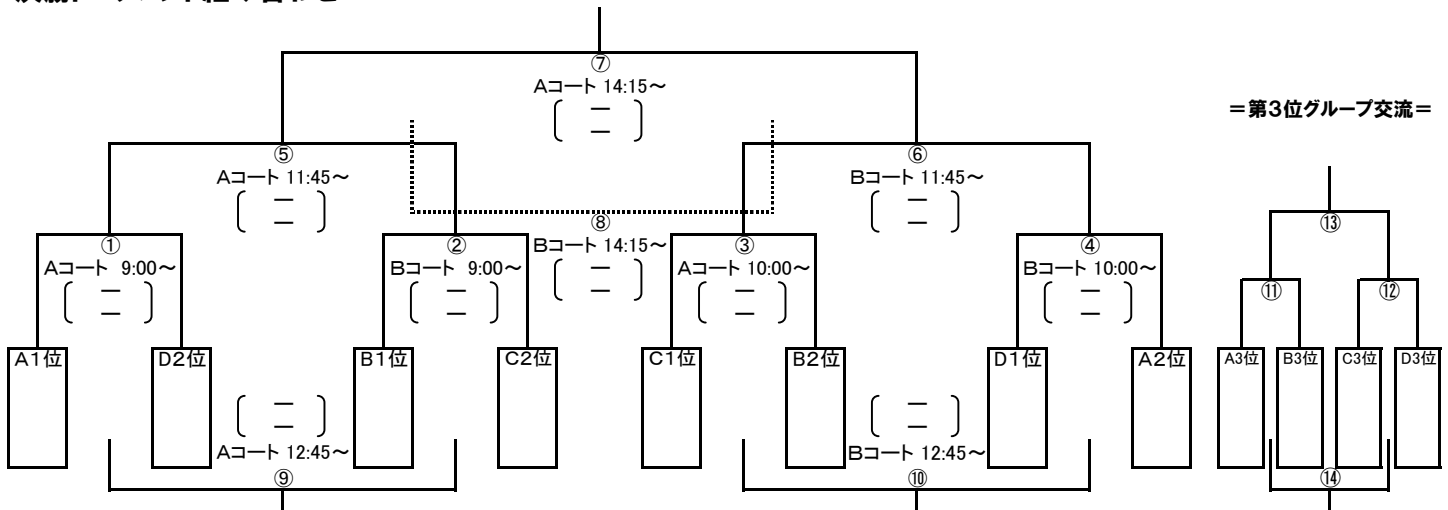 ⑦
Aコート 14:15～
=第3位グループ交流=
⑤
Aコート 11:45～
⑥
Bコート 11:45～
⑧
Bコート 14:15～
①
Aコート 9:00～
②
Bコート 9:00～
③
Aコート 10:00～
④
Bコート 10:00～
⑬
⑪
⑫
A1位
D2位
B1位
C2位
C1位
B2位
D1位
A2位
A3位
B3位
C3位
D3位
Aコート 12:45～
⑨
Bコート 12:45～
⑩
⑭